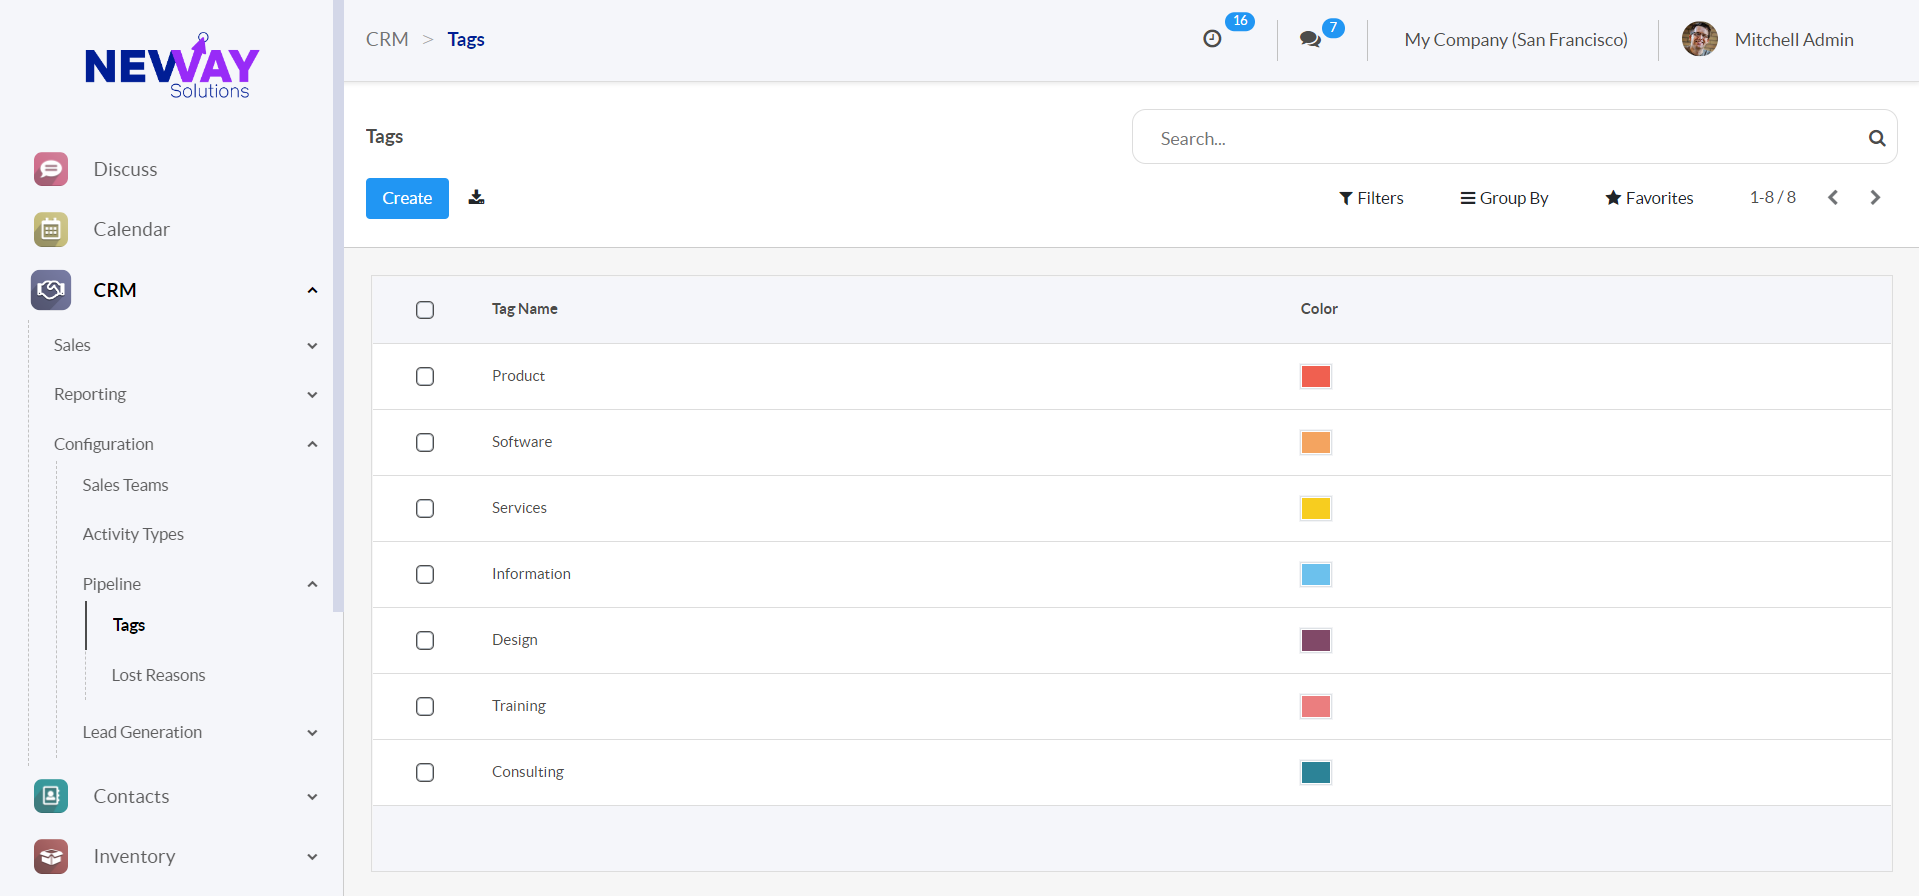 NEWAY
Solutions
Discuss
Calendar
CRM
Sales
Reporting
Configuration
Sales Teams
Activity Types
Pipeline
Tags
Lost Reasons
Lead Generation
Contacts
Inventory
CRM > Tags
16
7
My Company (San Francisco)
Mitchell Admin
Tags
Search...
Create
Filters
Group By
Favorites
1-8 / 8
Tag Name Color
Product
Software
Services
Information
Design
Training
Consulting